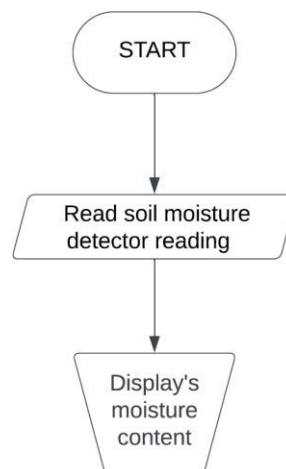 START
Read soil moisture
detector reading
Display's
moisture
content